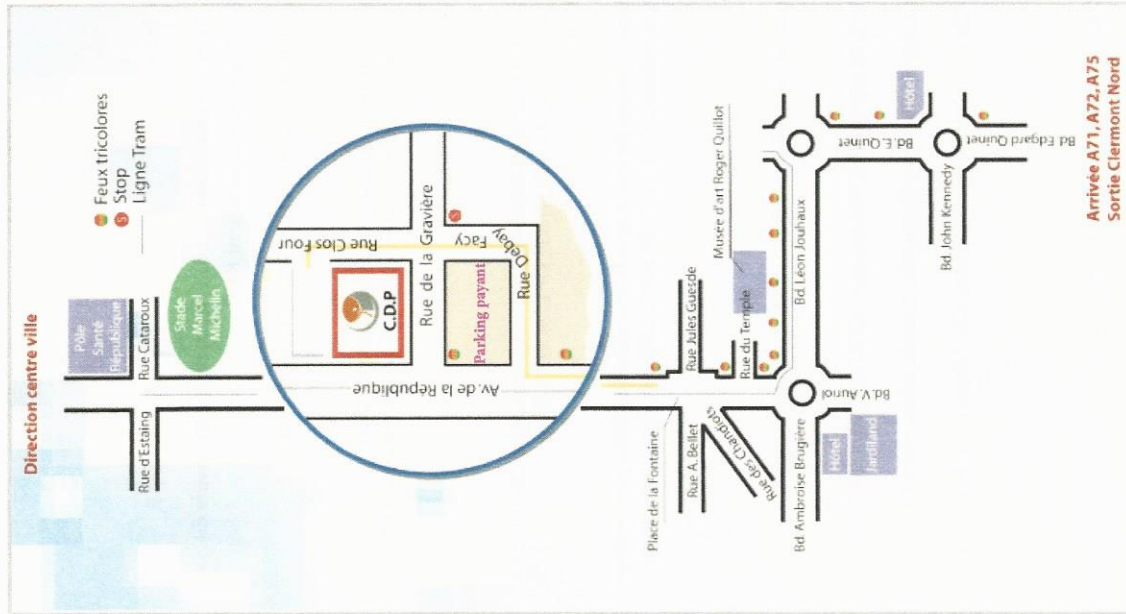 Direction centre ville
Feux tricolores
S Stop
Ligne Tram
Pôle
Santé
République
Rue Cataroux
Rue d'Estaing
Stade
Marcel
Michelin
Rue Clos Four
C.D.P
Rue de la Gravière
Av. de la République
Parking payant
Facy
S
Rue Debay
Place de la Fontaine
Rue Jules Guesde
Rue A. Bellet
Rue des Chandiots
Rue du Temple
Musée d'art Roger Quillot
Bd. Léon Jouhaux
Bd. Ambroise Brugière
Bd. V. Auriol
Hôtel
Jardiland
Bd. E. Quinet
Hôtel
Bd. John Kennedy
Bd. Edgard Quinet
Arrivée A71, A72, A75
Sortie Clermont Nord